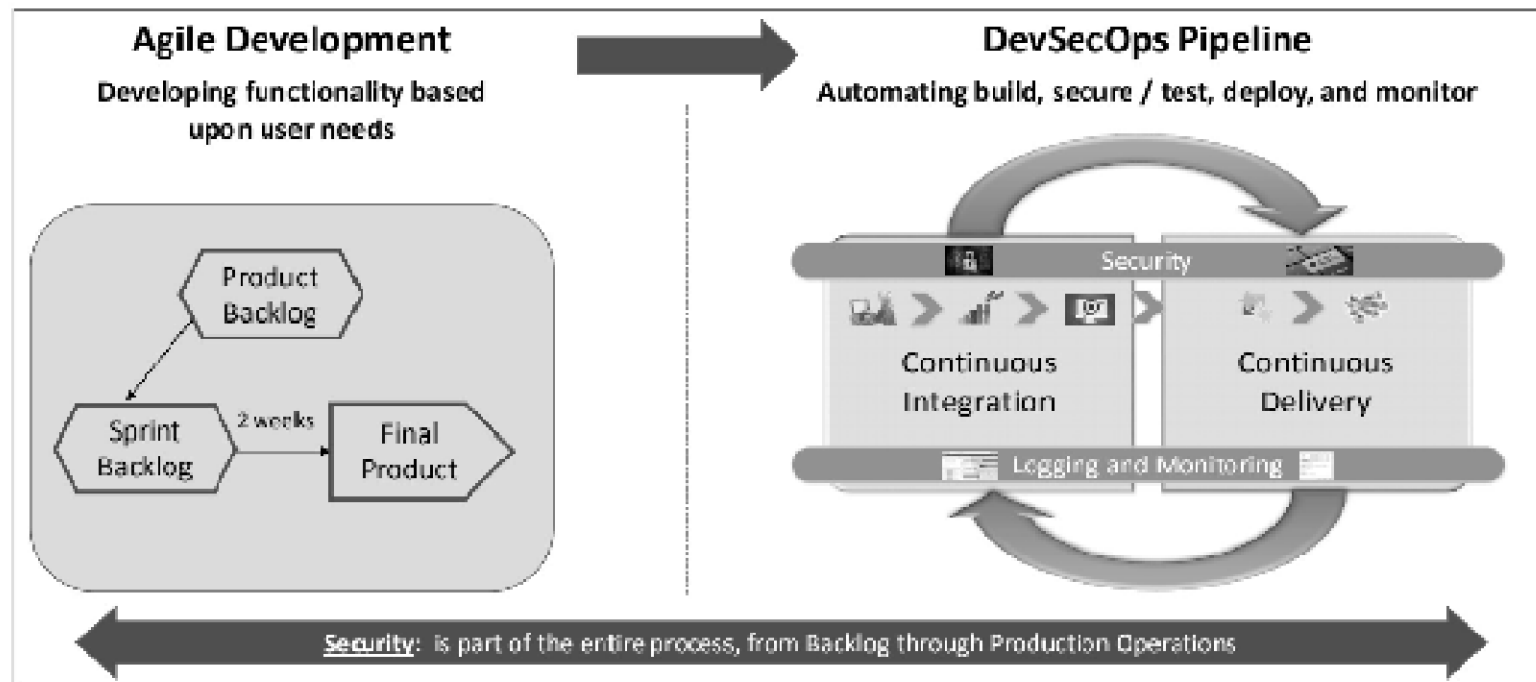 Agile Development
Developing functionality based
upon user needs
Product
Backlog
Sprint
Backlog
2 weeks
Final
Product
DevSecOps Pipeline
Automating build, secure / test, deploy, and monitor
Security
Continuous
Integration
Continuous
Delivery
Logging and Monitoring
Security: is part of the entire process, from Backlog through Production Operations